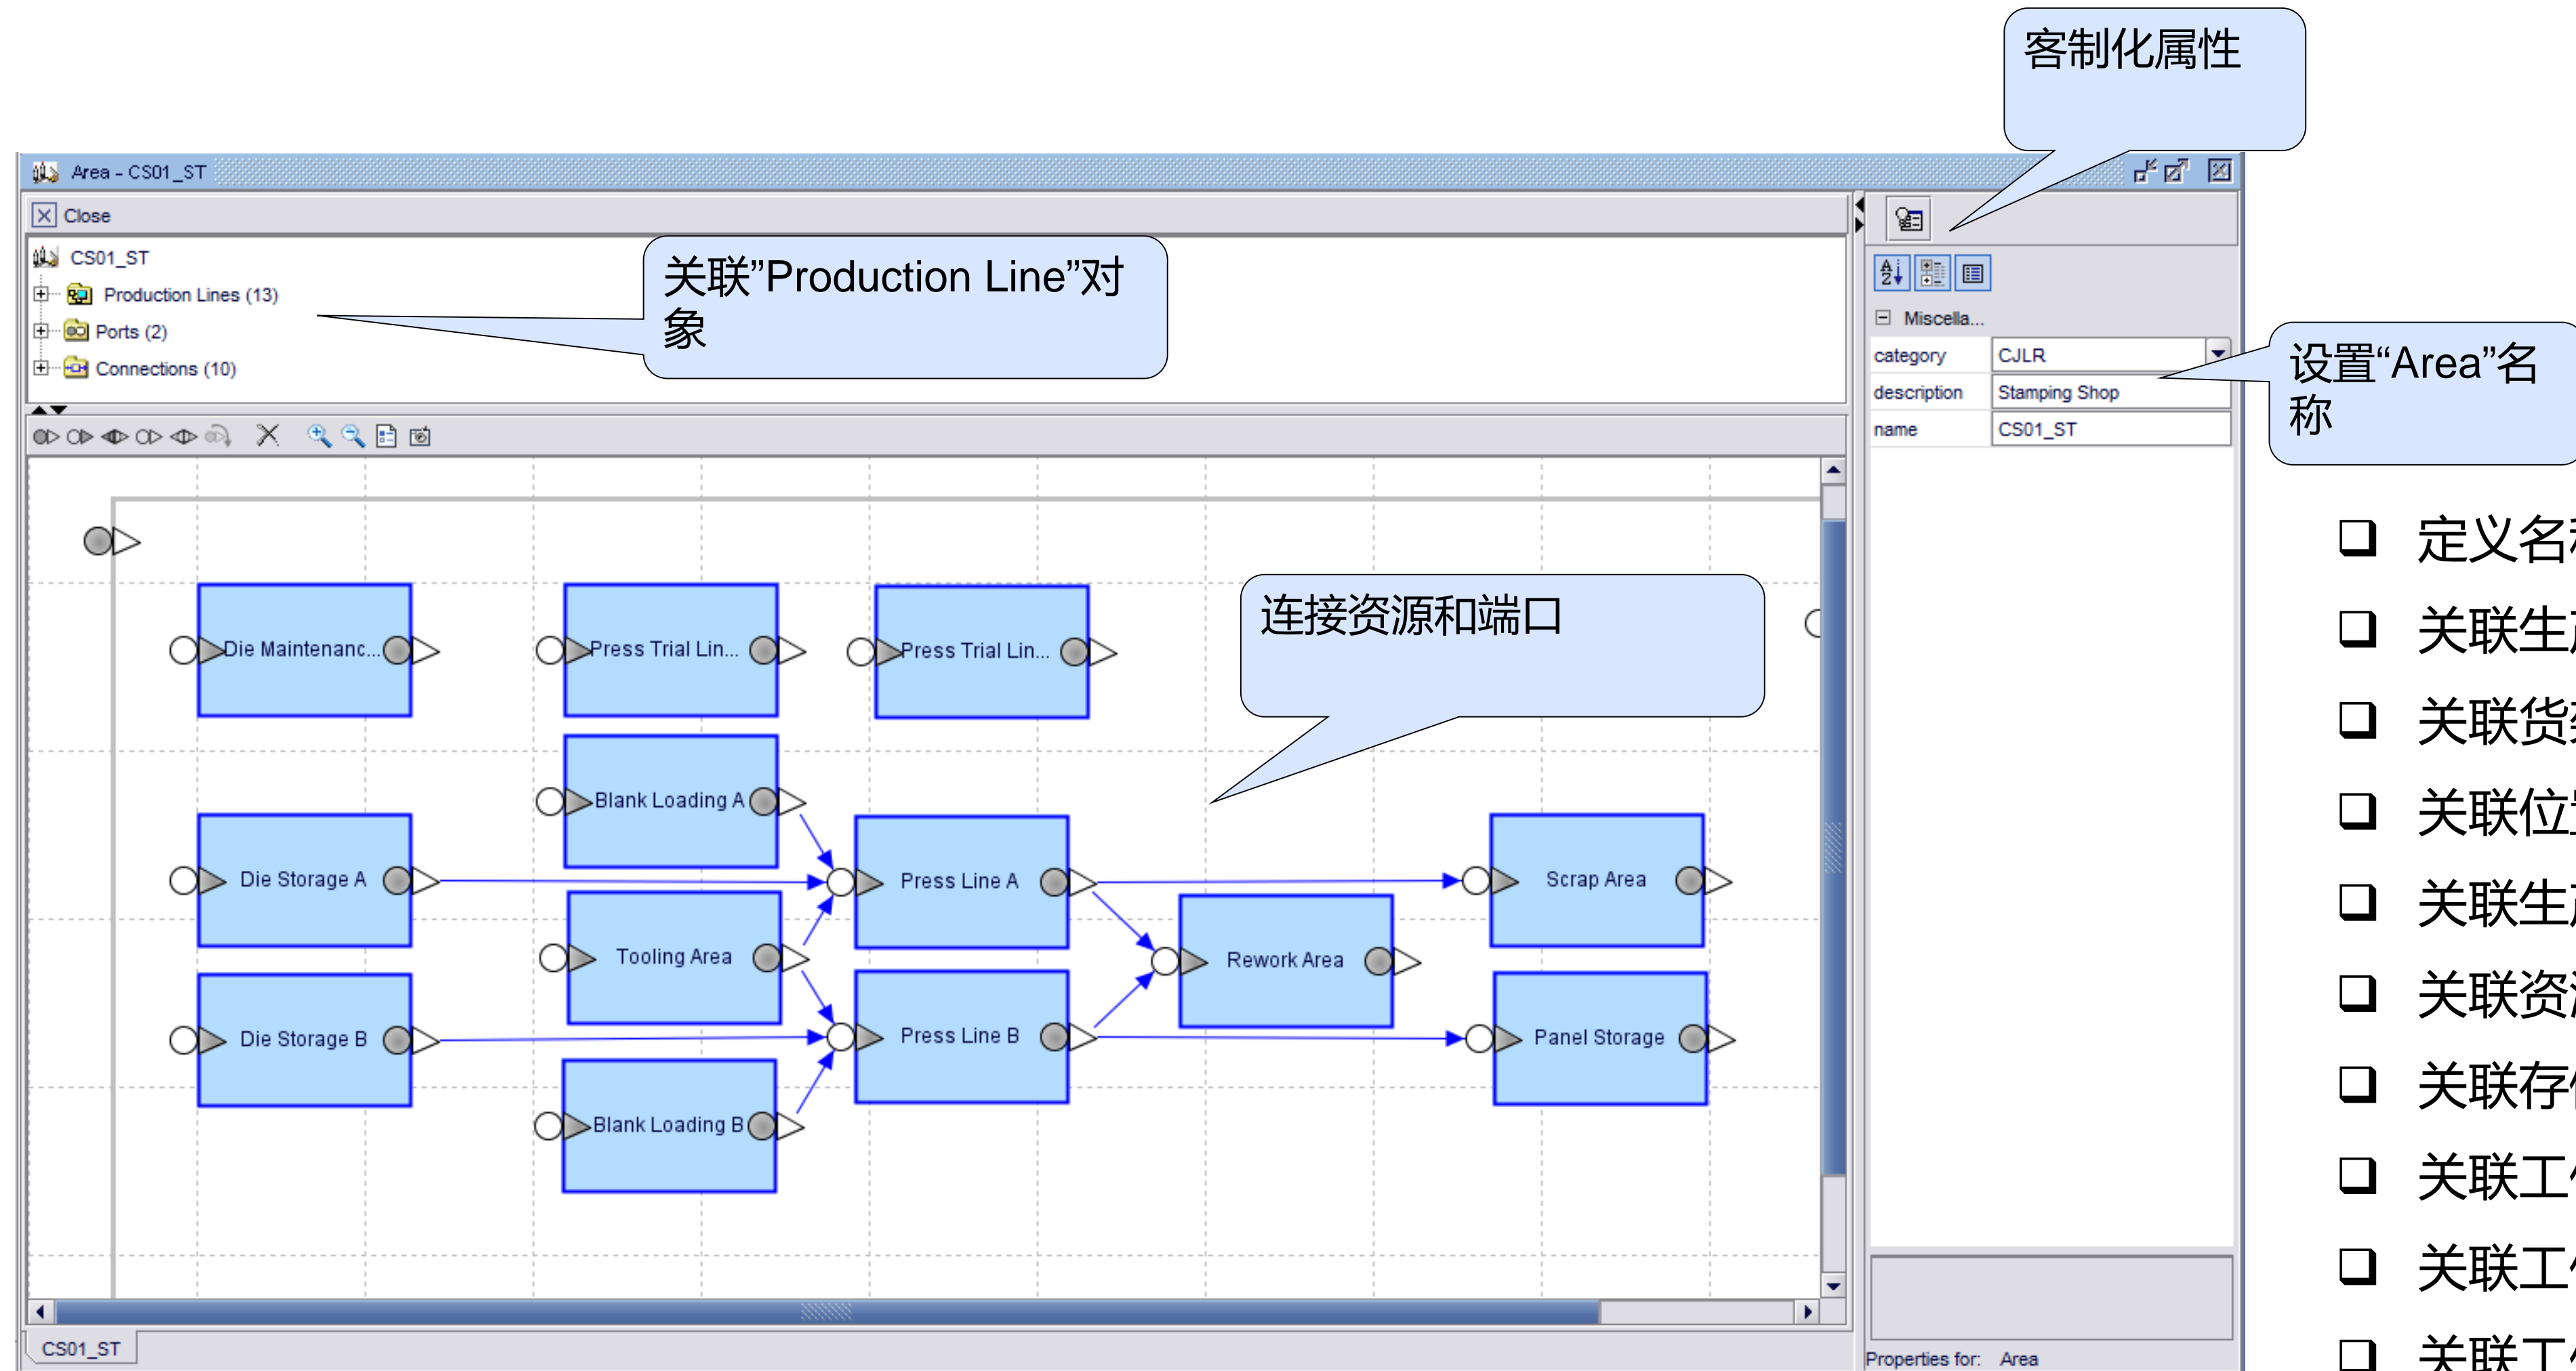 客制化属性
Area - CS01_ST
Close
CS01_ST
Production Lines (13)
Ports (2)
Connections (10)
关联”Production Line”对
象
Miscella...
category CJLR
description Stamping Shop
name CS01_ST
设置“Area”名
称
连接资源和端口
Die Maintenanc...
Press Trial Lin...
Press Trial Lin...
Blank Loading A
Die Storage A
Press Line A
Scrap Area
Tooling Area
Rework Area
Die Storage B
Press Line B
Panel Storage
Blank Loading B
定义名
关联生
关联货
关联位
关联生
关联资
关联存
关联工
关联工
关联工
CS01_ST
Properties for: Area